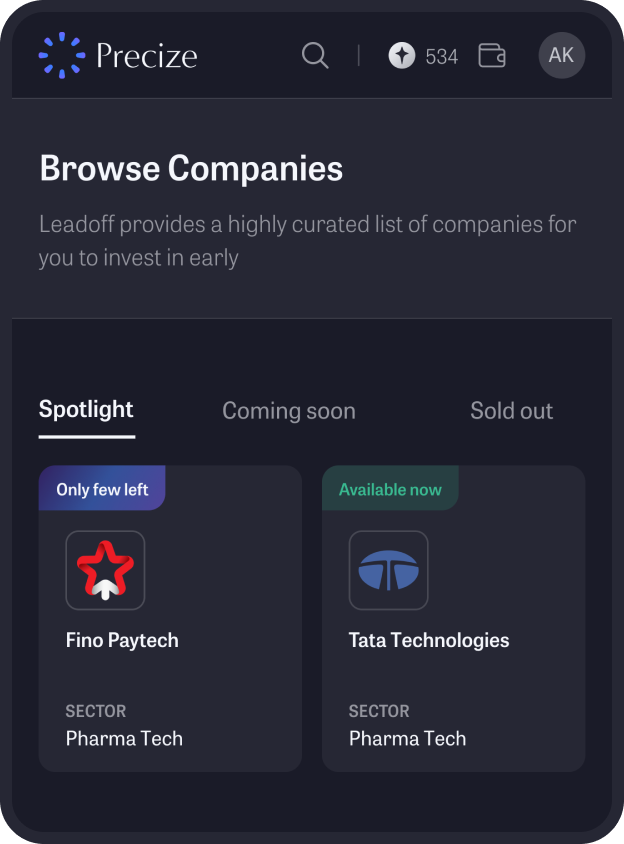 Precize
534
AK
Browse Companies
Leadoff provides a highly curated list of companies for
you to invest in early
Spotlight
Coming soon
Sold out
Only few left
Available now
Fino Paytech
Tata Technologies
SECTOR
SECTOR
Pharma Tech
Pharma Tech